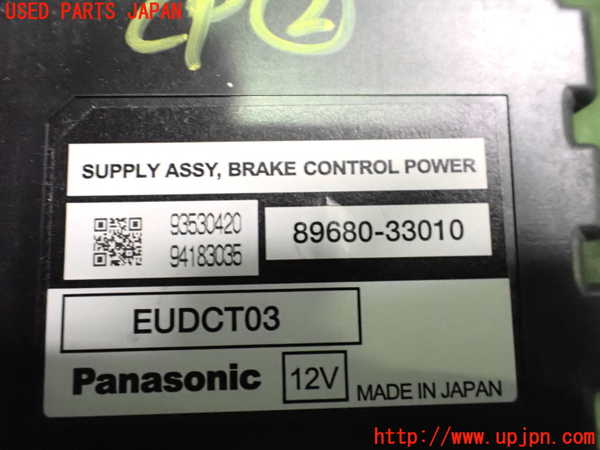 USED PARTS JAPAN
CP②
SUPPLY ASSY, BRAKE CONTROL POWER
93530420
94183035
89680-33010
EUDCT03
Panasonic
12V
MADE IN JAPAN
http://www.upjpn.com/